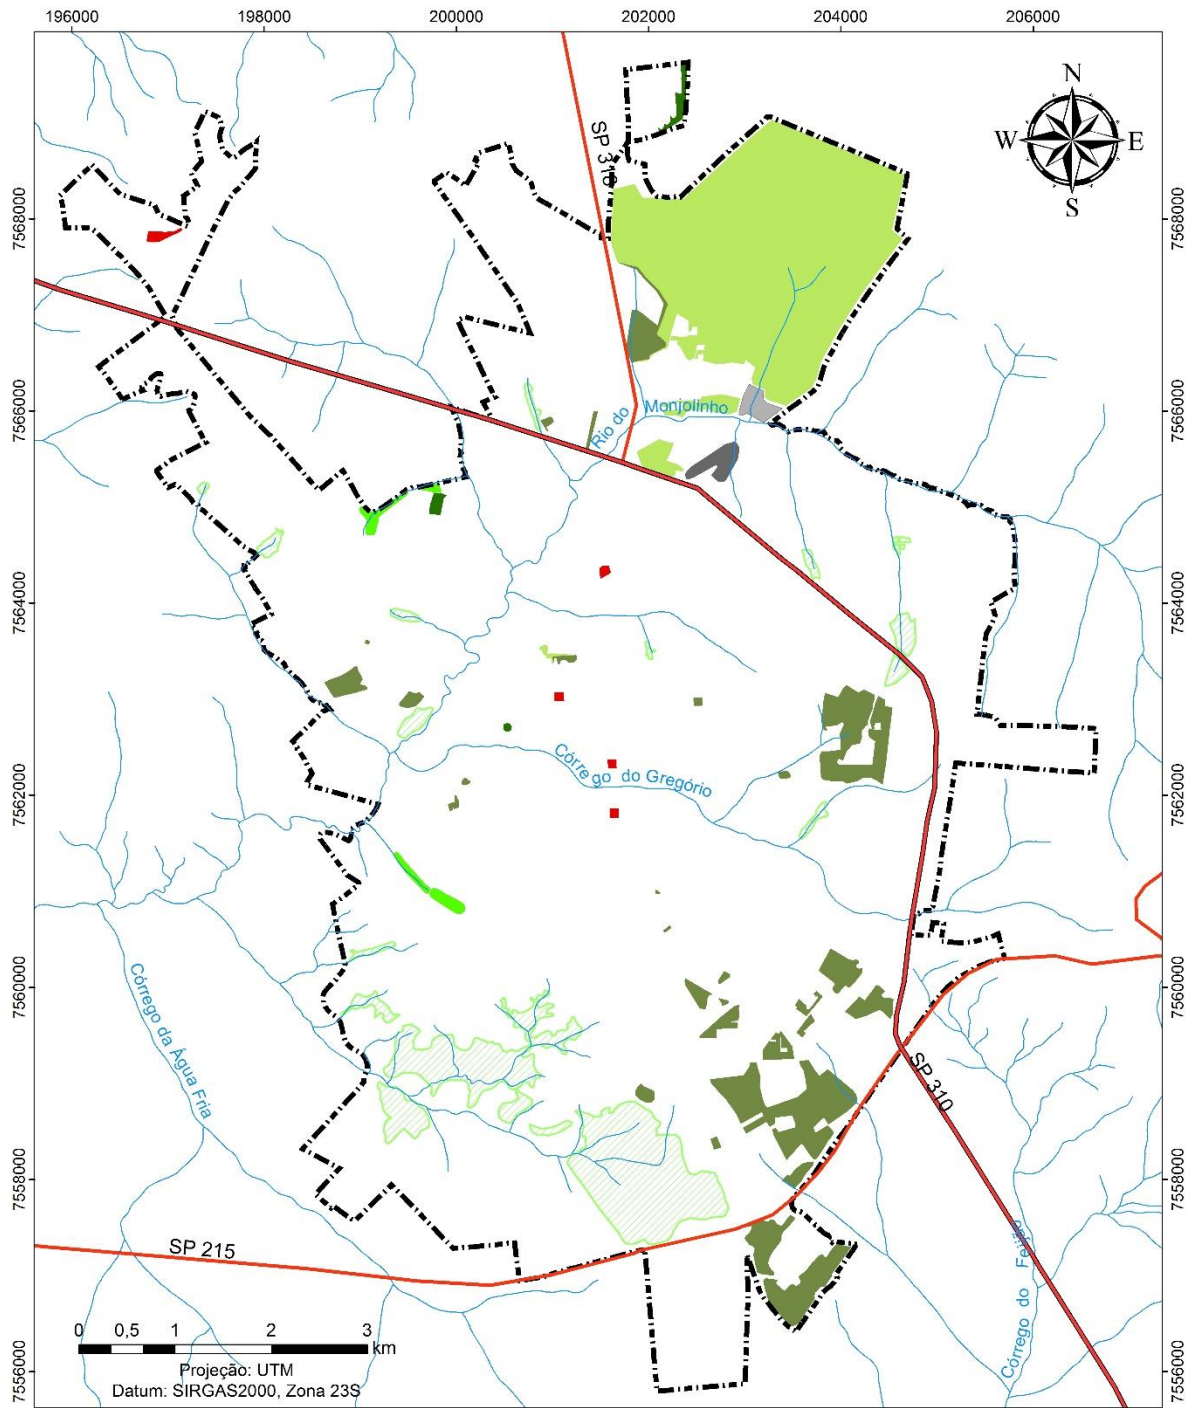 196000 198000 200000 202000 204000 206000
N
W E
S
SP 310
7568000 7568000
7566000 7566000
Rio do Monjolinho
7564000 7564000
Córrego do Gregório
7562000 7562000
7560000 7560000
Córrego da Água Fria
SP 310
7558000 7558000
SP 215
Córrego do Feijão
7556000 7556000
0 0,5 1 2 3
km
Projeção: UTM
Datum: SIRGAS2000, Zona 23S